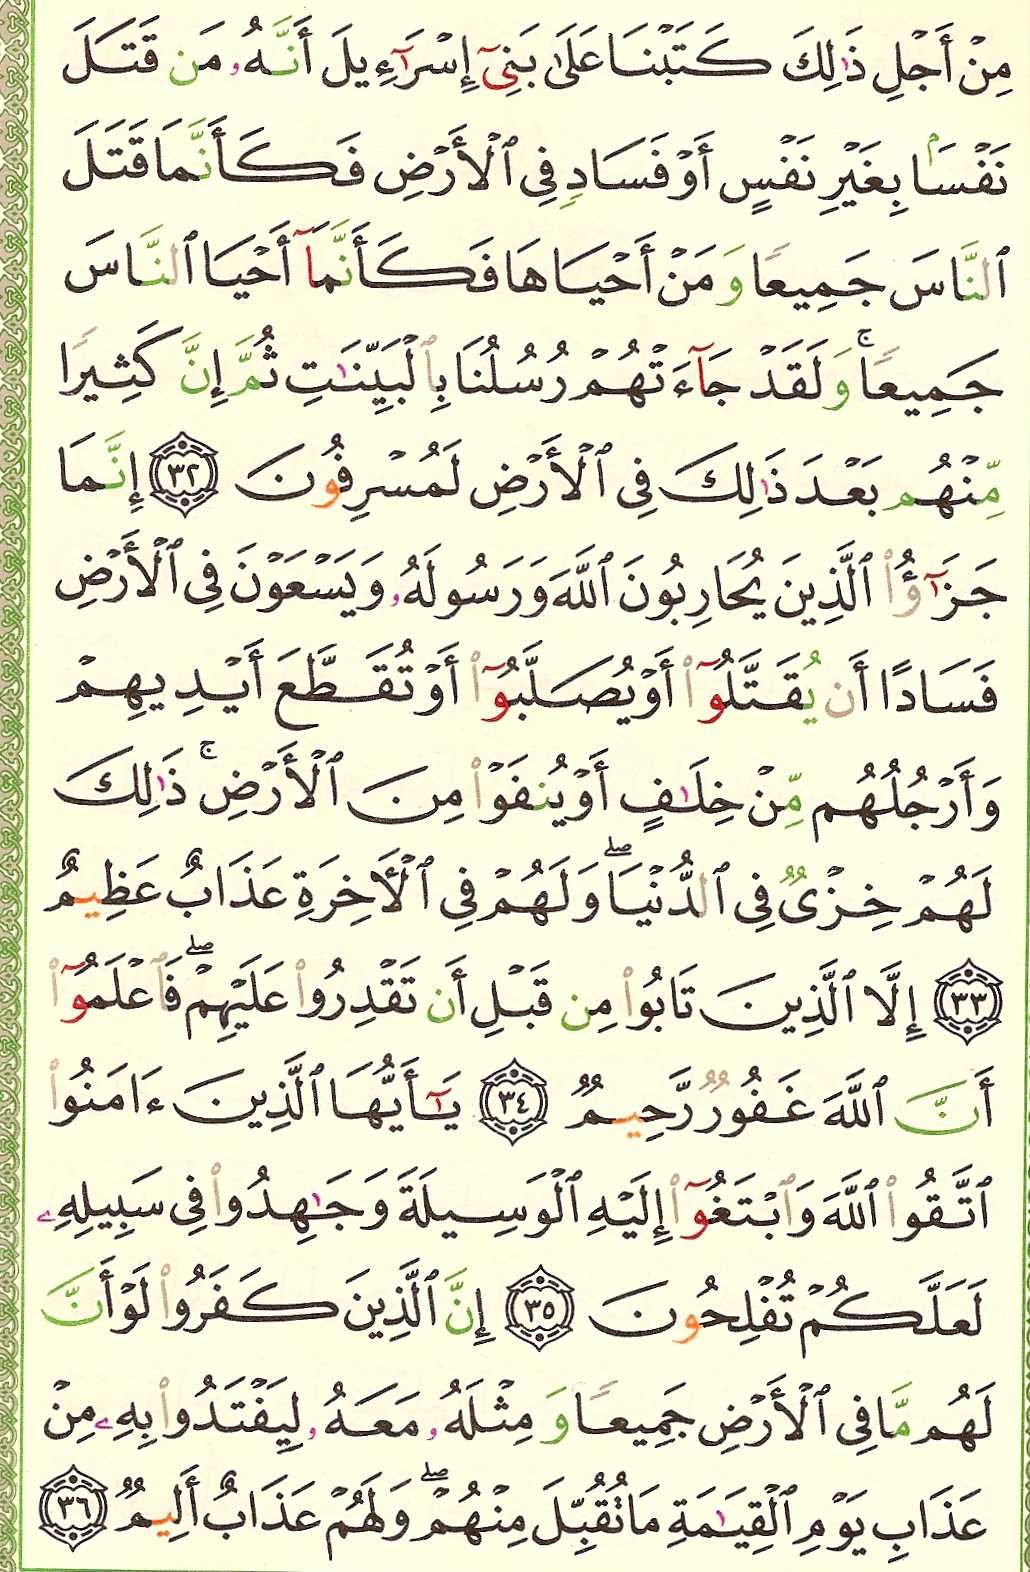 مِنْ أَجْلِ ذَٰلِكَ كَتَبْنَا عَلَىٰ بَنِىٓ إِسْرَٰٓءِيلَ أَنَّهُۥ مَن قَتَلَ
نَفْسَۢا بِغَيْرِ نَفْسٍ أَوْ فَسَادٍ فِى ٱلْأَرْضِ فَكَأَنَّمَا قَتَلَ
ٱلنَّاسَ جَمِيعًا وَمَنْ أَحْيَاهَا فَكَأَنَّمَآ أَحْيَا ٱلنَّاسَ
جَمِيعًاۚ وَلَقَدْ جَآءَتْهُمْ رُسُلُنَا بِٱلْبَيِّنَٰتِ ثُمَّ إِنَّ كَثِيرًا
مِّنْهُم بَعْدَ ذَٰلِكَ فِى ٱلْأَرْضِ لَمُسْرِفُونَ ٣٢ إِنَّمَا
جَزَٰٓؤُا۟ ٱلَّذِينَ يُحَارِبُونَ ٱللَّهَ وَرَسُولَهُۥ وَيَسْعَوْنَ فِى ٱلْأَرْضِ
فَسَادًا أَن يُقَتَّلُوٓا۟ أَوْ يُصَلَّبُوٓا۟ أَوْ تُقَطَّعَ أَيْدِيهِمْ
وَأَرْجُلُهُم مِّنْ خِلَٰفٍ أَوْ يُنفَوْا۟ مِنَ ٱلْأَرْضِۚ ذَٰلِكَ
لَهُمْ خِزْىٌ فِى ٱلدُّنْيَاۖ وَلَهُمْ فِى ٱلْأَخِرَةِ عَذَابٌ عَظِيمٌ
٣٣ إِلَّا ٱلَّذِينَ تَابُوا۟ مِن قَبْلِ أَن تَقْدِرُوا۟ عَلَيْهِمْۖ فَٱعْلَمُوٓا۟
أَنَّ ٱللَّهَ غَفُورٌ رَّحِيمٌ ٣٤ يَٰٓأَيُّهَا ٱلَّذِينَ ءَامَنُوا۟
ٱتَّقُوا۟ ٱللَّهَ وَٱبْتَغُوٓا۟ إِلَيْهِ ٱلْوَسِيلَةَ وَجَٰهِدُوا۟ فِى سَبِيلِهِۦ
لَعَلَّكُمْ تُفْلِحُونَ ٣٥ إِنَّ ٱلَّذِينَ كَفَرُوا۟ لَوْ أَنَّ
لَهُم مَّا فِى ٱلْأَرْضِ جَمِيعًا وَمِثْلَهُۥ مَعَهُۥ لِيَفْتَدُوا۟ بِهِۦ مِنْ
عَذَابِ يَوْمِ ٱلْقِيَٰمَةِ مَا تُقُبِّلَ مِنْهُمْۖ وَلَهُمْ عَذَابٌ أَلِيمٌ ٣٦